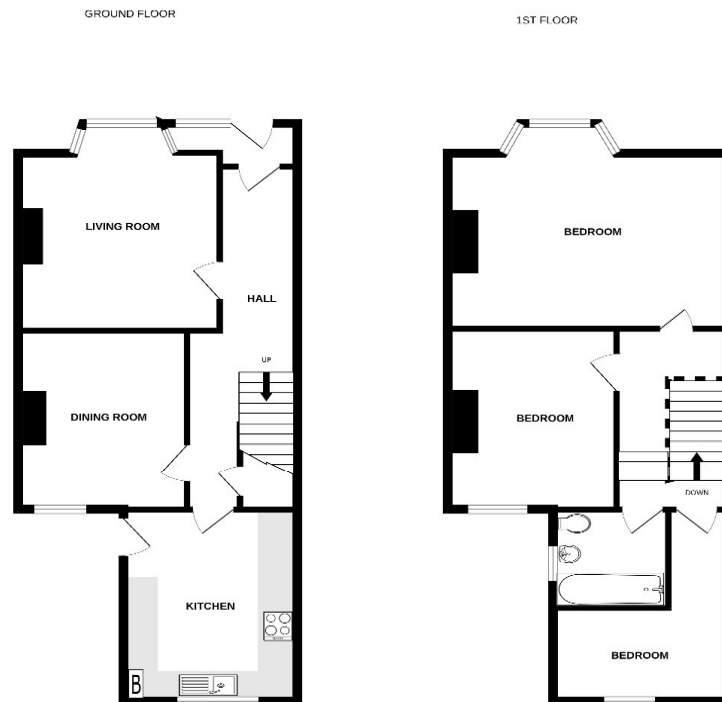 GROUND FLOOR
1ST FLOOR
LIVING ROOM
HALL
UP
DINING ROOM
KITCHEN
B
BEDROOM
BEDROOM
DOWN
BEDROOM